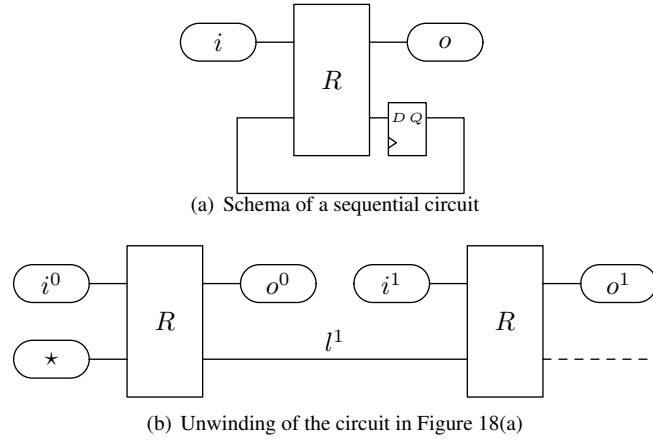 i R o
D Q
(a) Schema of a sequential circuit
i⁰ R o⁰ i¹ R o¹
⋆ l¹
(b) Unwinding of the circuit in Figure 18(a)